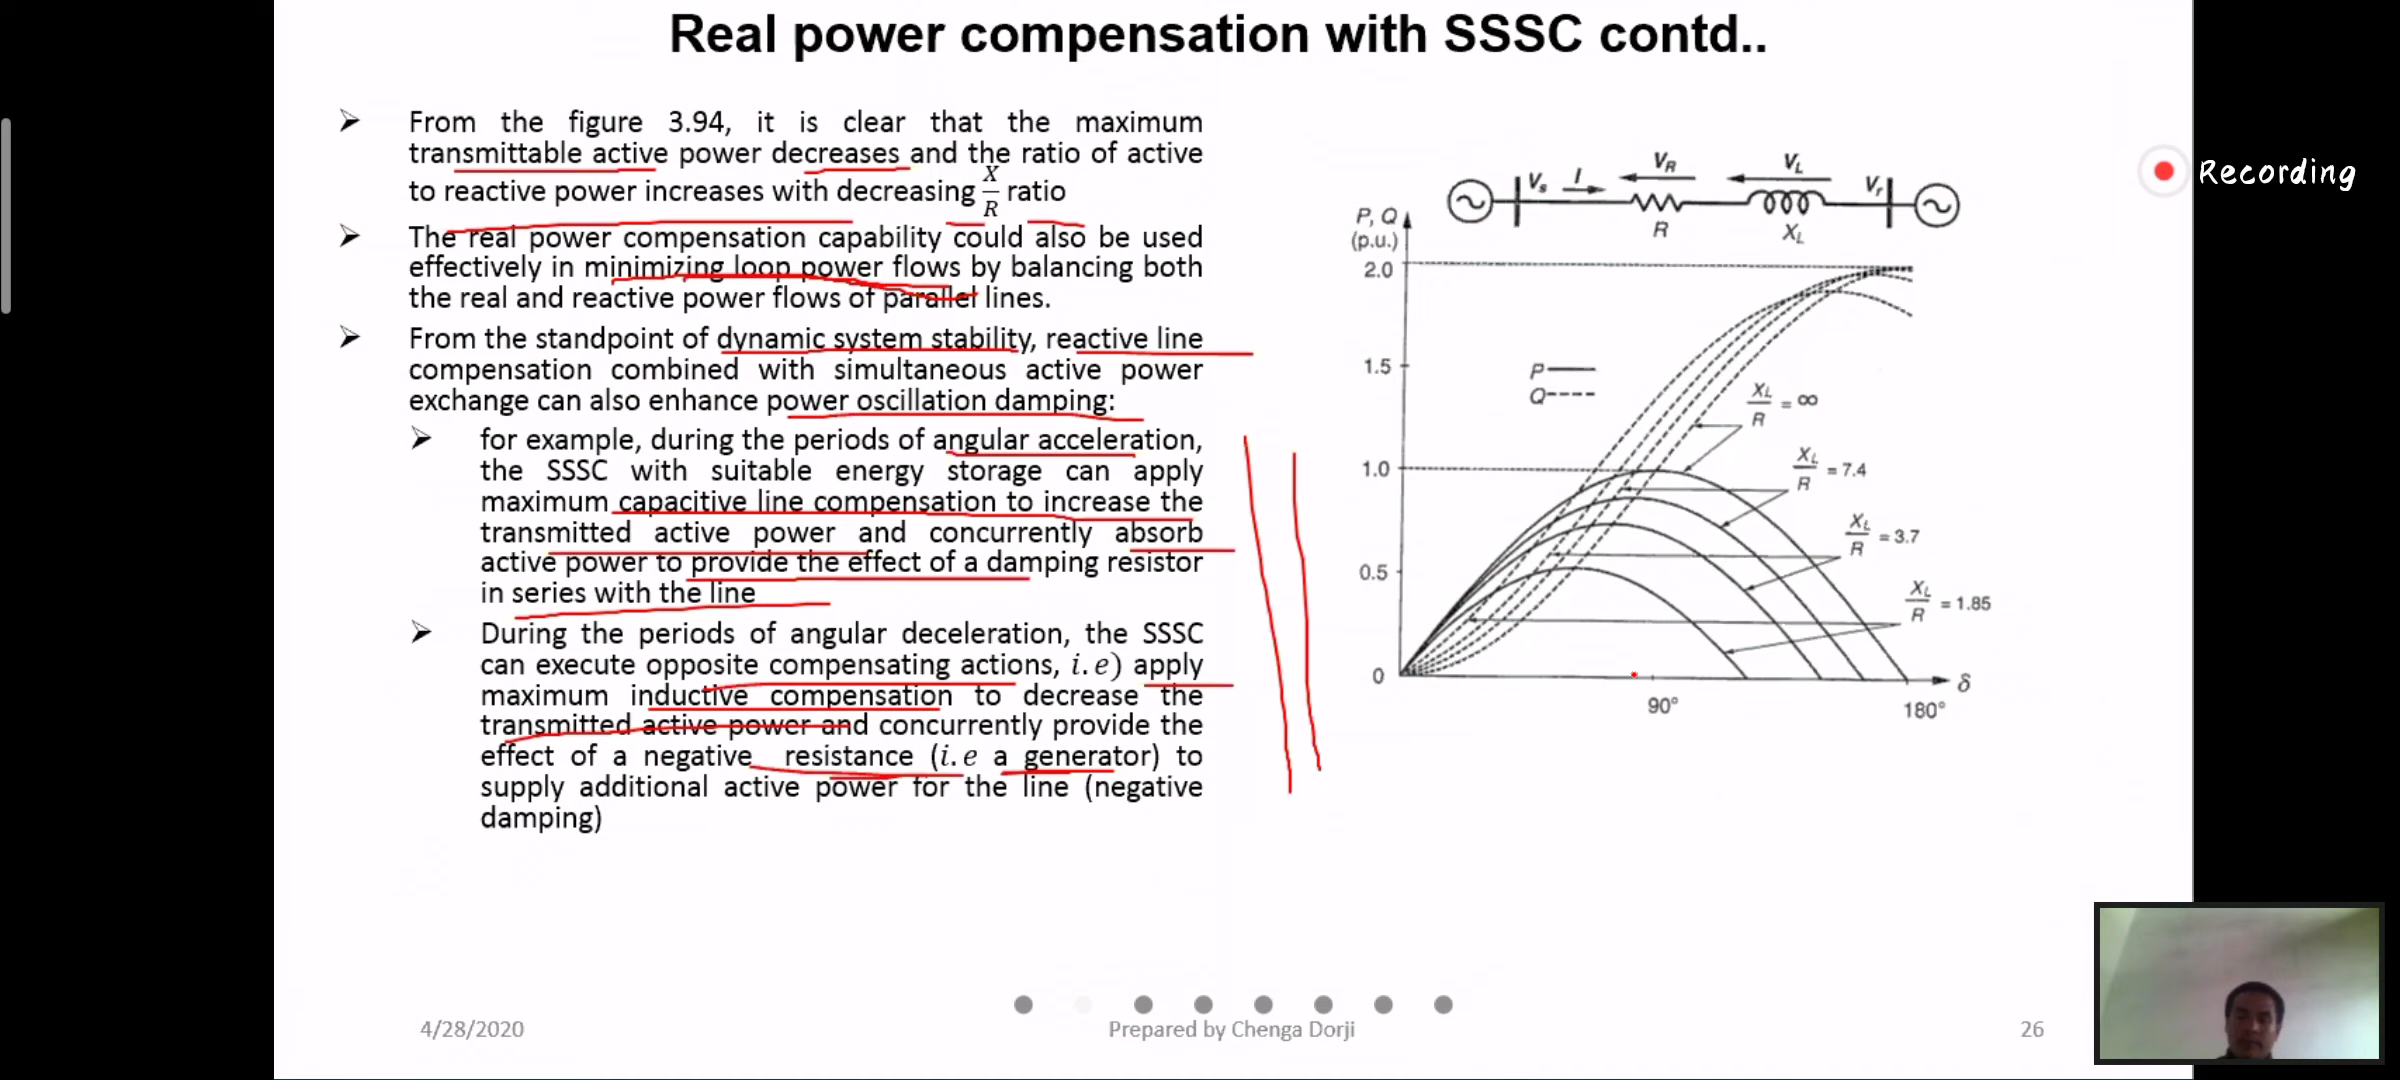 Real power compensation with SSSC contd..
From the figure 3.94, it is clear that the maximum
transmittable active power decreases and the ratio of active
to reactive power increases with decreasing X/R ratio
The real power compensation capability could also be used
effectively in minimizing loop power flows by balancing both
the real and reactive power flows of parallel lines.
From the standpoint of dynamic system stability, reactive line
compensation combined with simultaneous active power
exchange can also enhance power oscillation damping:
for example, during the periods of angular acceleration,
the SSSC with suitable energy storage can apply
maximum capacitive line compensation to increase the
transmitted active power and concurrently absorb
active power to provide the effect of a damping resistor
in series with the line
During the periods of angular deceleration, the SSSC
can execute opposite compensating actions, i.e) apply
maximum inductive compensation to decrease the
transmitted active power and concurrently provide the
effect of a negative resistance (i.e a generator) to
supply additional active power for the line (negative
damping)
Vs I VR VL Vr
R XL
P, Q
(p.u.)
2.0
1.5
1.0
0.5
0
P
Q
XL/R = ∞
XL/R = 7.4
XL/R = 3.7
XL/R = 1.85
δ
90°
180°
Recording
4/28/2020
Prepared by Chenga Dorji
26